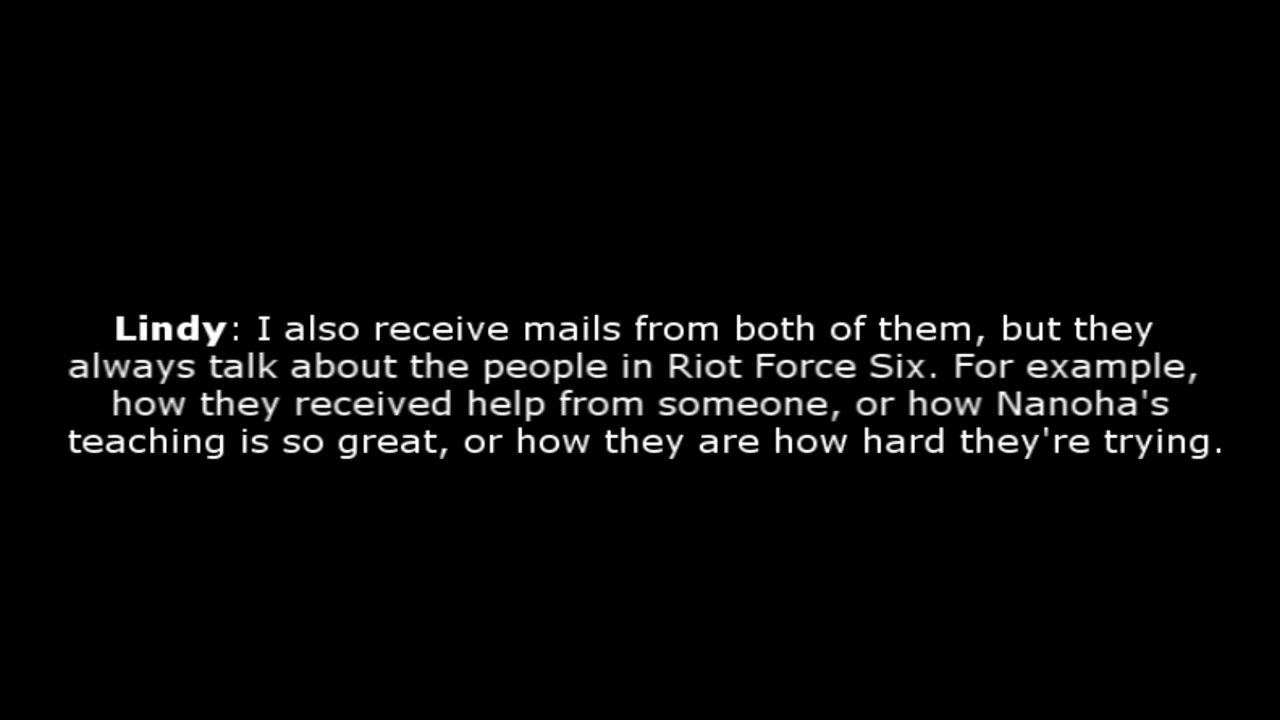 Lindy: I also receive mails from both of them, but they
always talk about the people in Riot Force Six. For example,
how they received help from someone, or how Nanoha's
teaching is so great, or how they are how hard they're trying.